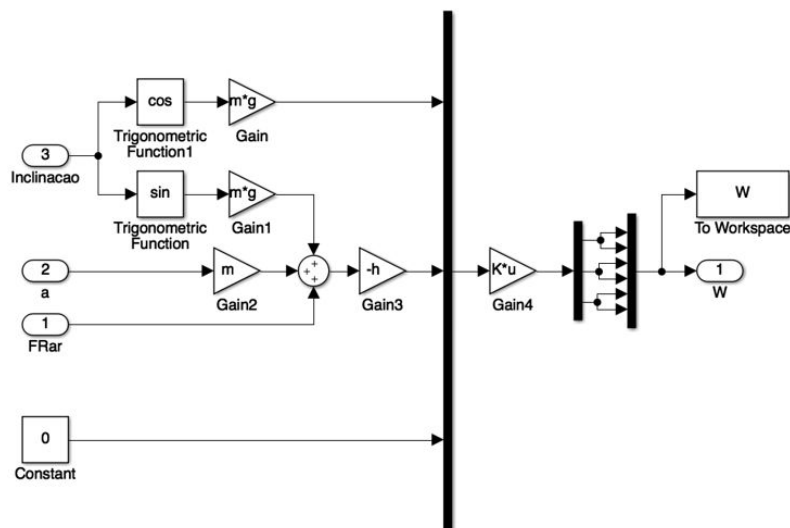 cos
m*g
Trigonometric
Function1
Gain
3
Inclinacao
sin
m*g
Trigonometric
Function
Gain1
W
To Workspace
2
a
m
Gain2
+
+
+
-h
Gain3
K*u
Gain4
1
W
1
FRar
0
Constant